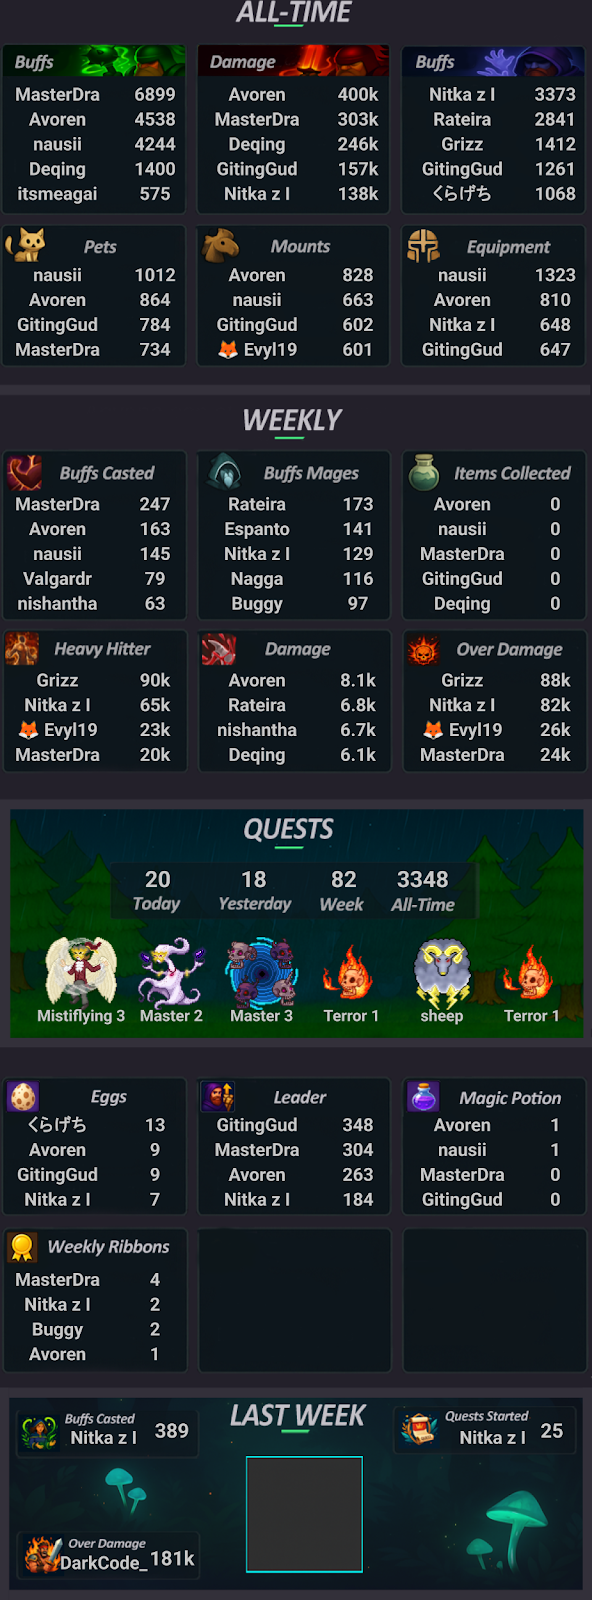 ALL-TIME
Buffs
MasterDra 6899
Avoren 4538
nausii 4244
Deqing 1400
itsmeagai 575
Damage
Avoren 400k
MasterDra 303k
Deqing 246k
GitingGud 157k
Nitka z l 138k
Buffs
Nitka z l 3373
Rateira 2841
Grizz 1412
GitingGud 1261
くらげち 1068
Pets
nausii 1012
Avoren 864
GitingGud 784
MasterDra 734
Mounts
Avoren 828
nausii 663
GitingGud 602
🦊 Evyl19 601
Equipment
nausii 1323
Avoren 810
Nitka z l 648
GitingGud 647
WEEKLY
Buffs Casted
MasterDra 247
Avoren 163
nausii 145
Valgardr 79
nishantha 63
Buffs Mages
Rateira 173
Espanto 141
Nitka z l 129
Nagga 116
Buggy 97
Items Collected
Avoren 0
nausii 0
MasterDra 0
GitingGud 0
Deqing 0
Heavy Hitter
Grizz 90k
Nitka z l 65k
🦊 Evyl19 23k
MasterDra 20k
Damage
Avoren 8.1k
Rateira 6.8k
nishantha 6.7k
Deqing 6.1k
Over Damage
Grizz 88k
Nitka z l 82k
🦊 Evyl19 26k
MasterDra 24k
QUESTS
20 18 82 3348
Today Yesterday Week All-Time
Mistiflying 3 Master 2 Master 3 Terror 1 sheep Terror 1
Eggs
くらげち 13
Avoren 9
GitingGud 9
Nitka z l 7
Leader
GitingGud 348
MasterDra 304
Avoren 263
Nitka z l 184
Magic Potion
Avoren 1
nausii 1
MasterDra 0
GitingGud 0
Weekly Ribbons
MasterDra 4
Nitka z l 2
Buggy 2
Avoren 1
LAST WEEK
Buffs Casted
Nitka z l 389
Quests Started
Nitka z l 25
Over Damage
DarkCode_ 181k